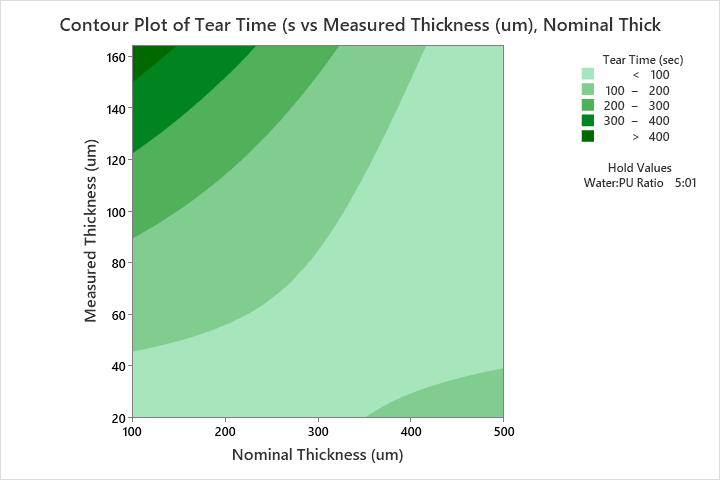 Contour Plot of Tear Time (s vs Measured Thickness (um), Nominal Thick
Tear Time (sec)
< 100
100 – 200
200 – 300
300 – 400
> 400
Hold Values
Water:PU Ratio 5:01
Measured Thickness (um)
160
140
120
100
80
60
40
20
100 200 300 400 500
Nominal Thickness (um)